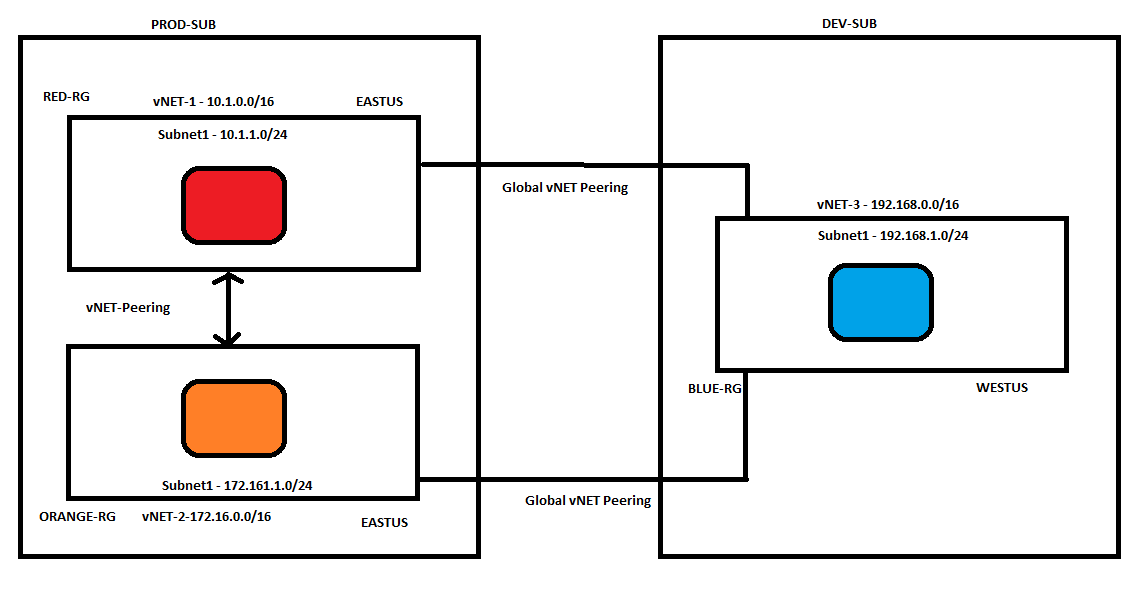 PROD-SUB
DEV-SUB
RED-RG
vNET-1 - 10.1.0.0/16
EASTUS
Subnet1 - 10.1.1.0/24
Global vNET Peering
vNET-3 - 192.168.0.0/16
Subnet1 - 192.168.1.0/24
vNET-Peering
BLUE-RG
WESTUS
Subnet1 - 172.161.1.0/24
Global vNET Peering
ORANGE-RG
vNET-2-172.16.0.0/16
EASTUS